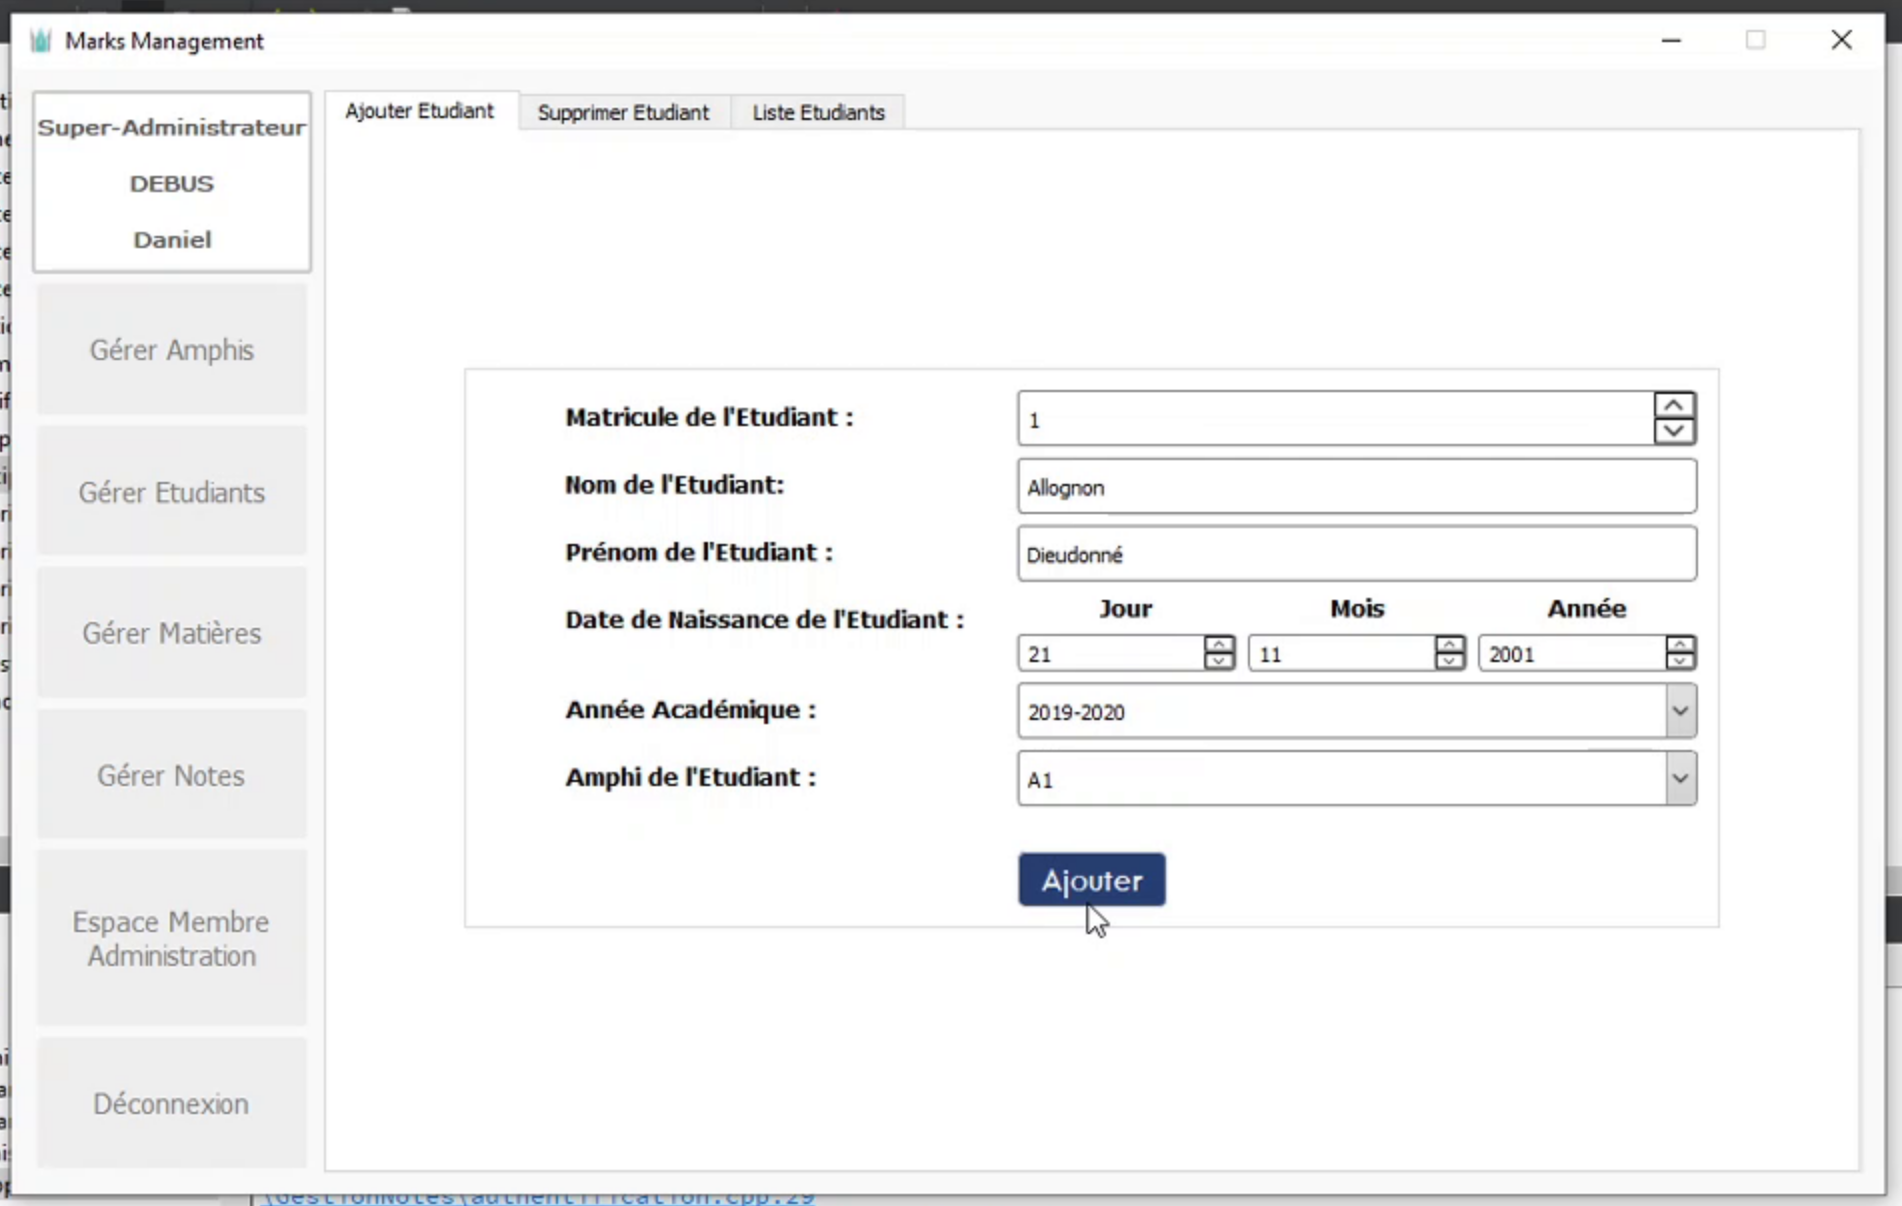 Marks Management
Super-Administrateur
DEBUS
Daniel
Gérer Amphis
Gérer Etudiants
Gérer Matières
Gérer Notes
Espace Membre
Administration
Déconnexion
Ajouter Etudiant
Supprimer Etudiant
Liste Etudiants
Matricule de l'Etudiant :
1
Nom de l'Etudiant:
Allognon
Prénom de l'Etudiant :
Dieudonné
Date de Naissance de l'Etudiant :
Jour
Mois
Année
21
11
2001
Année Académique :
2019-2020
Amphi de l'Etudiant :
A1
Ajouter
\GestionNotes\authentification.cpp:29